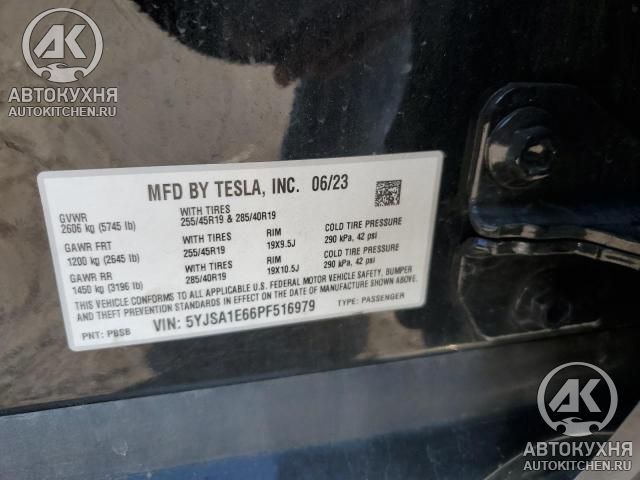 АК
АВТОКУХНЯ
AUTOKITCHEN.RU
MFD BY TESLA, INC. 06/23
GVWR
2606 kg (5745 lb)
WITH TIRES
255/45R19 & 285/40R19
GAWR FRT
1200 kg (2645 lb)
WITH TIRES
255/45R19
RIM
19X9.5J
COLD TIRE PRESSURE
290 kPa, 42 psi
GAWR RR
1450 kg (3196 lb)
WITH TIRES
285/40R19
RIM
19X10.5J
COLD TIRE PRESSURE
290 kPa, 42 psi
THIS VEHICLE CONFORMS TO ALL APPLICABLE U.S. FEDERAL MOTOR VEHICLE SAFETY, BUMPER
AND THEFT PREVENTION STANDARDS IN EFFECT ON THE DATE OF MANUFACTURE SHOWN ABOVE.
PNT: PBSB
VIN: 5YJSA1E66PF516979
TYPE: PASSENGER
АК
АВТОКУХНЯ
AUTOKITCHEN.RU